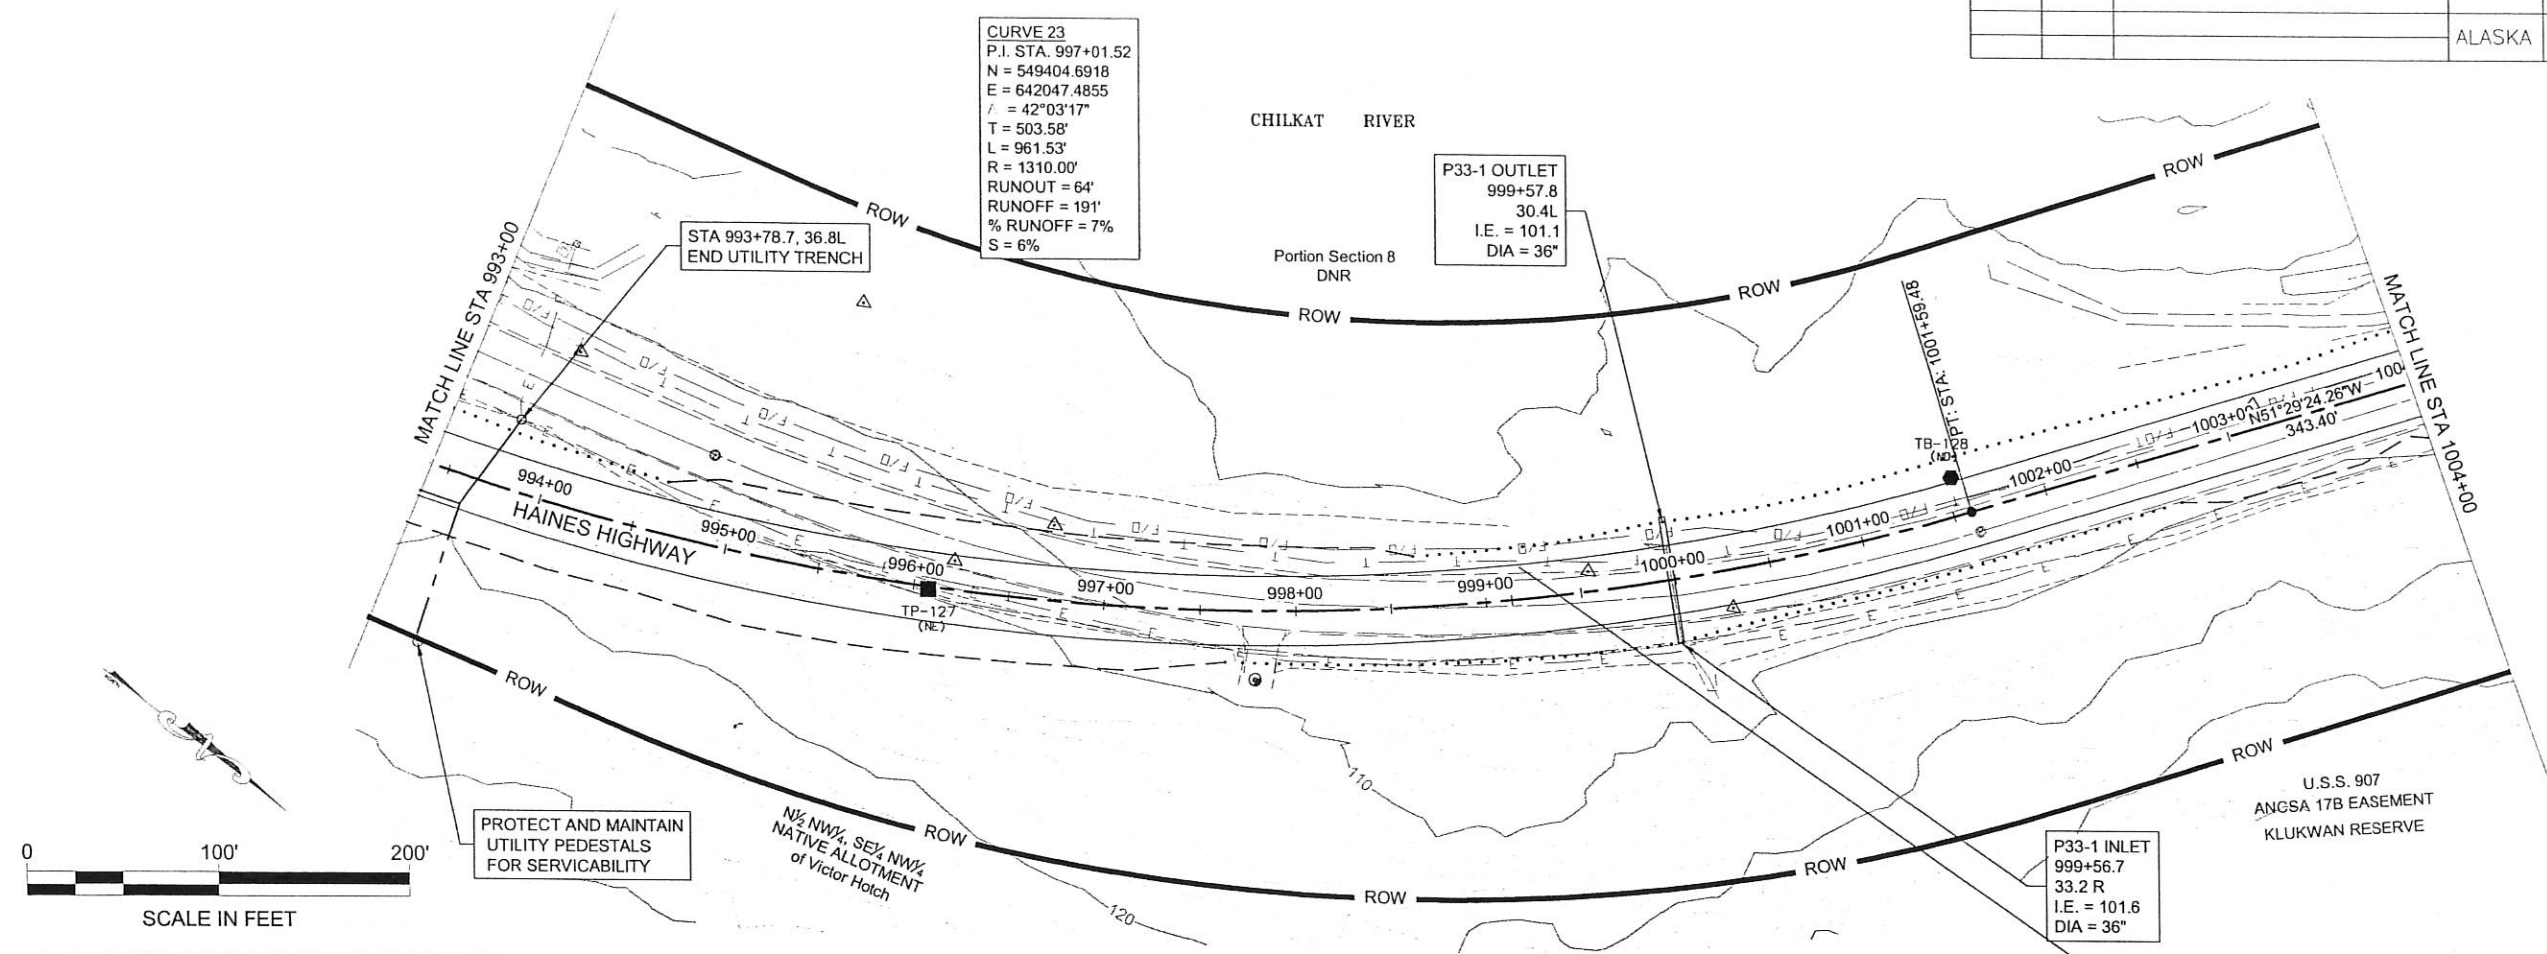 ALASKA
CURVE 23
P.I. STA. 997+01.52
N = 549404.6918
E = 642047.4855
= 42°03'17"
T = 503.58'
L = 961.53'
R = 1310.00'
RUNOUT = 64'
RUNOFF = 191'
% RUNOFF = 7%
S = 6%
CHILKAT RIVER
P33-1 OUTLET
999+57.8
30.4L
I.E. = 101.1
DIA = 36"
Portion Section 8
DNR
STA 993+78.7, 36.8L
END UTILITY TRENCH
ROW
ROW
ROW
ROW
MATCH LINE STA 993+00
MATCH LINE STA 1004+00
PT: STA: 1001+59.48
TB-128
N51°29'24.26"W
343.40'
994+00
995+00
996+00
997+00
998+00
999+00
1000+00
1001+00
1002+00
HAINES HIGHWAY
TP-127
(NE)
F/O F/O F/O F/O F/O F/O F/O F/O F/O F/O F/O
T T T T T T T T
E E E E E E E E
ROW
ROW
ROW
ROW
ROW
110
120
PROTECT AND MAINTAIN
UTILITY PEDESTALS
FOR SERVICABILITY
N½ NW¼, SE¼ NW¼
NATIVE ALLOTMENT
of Victor Hotch
U.S.S. 907
ANCSA 17B EASEMENT
KLUKWAN RESERVE
P33-1 INLET
999+56.7
33.2 R
I.E. = 101.6
DIA = 36"
0 100' 200'
SCALE IN FEET